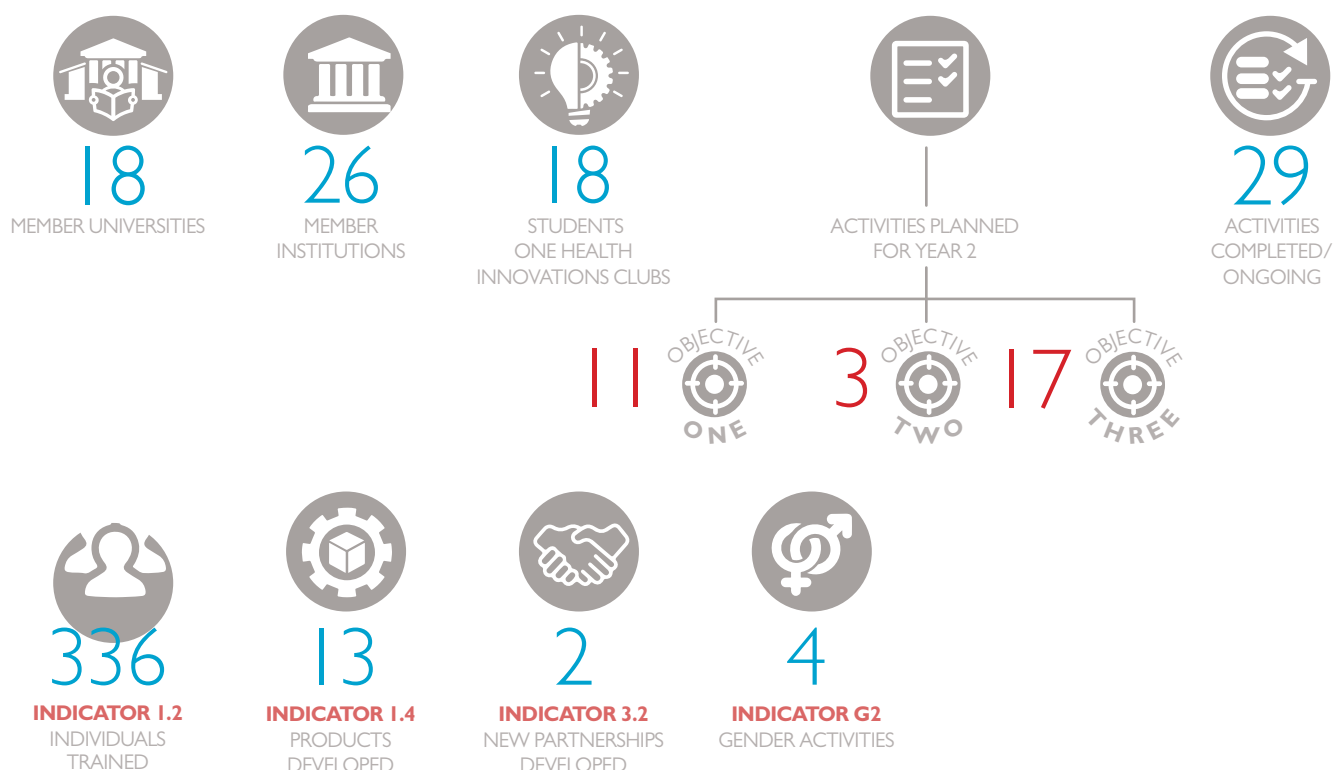 18
MEMBER UNIVERSITIES
26
MEMBER
INSTITUTIONS
18
STUDENTS
ONE HEALTH
INNOVATIONS CLUBS
ACTIVITIES PLANNED
FOR YEAR 2
29
ACTIVITIES
COMPLETED/
ONGOING
11
OBJECTIVE
ONE
3
OBJECTIVE
TWO
17
OBJECTIVE
THREE
336
INDICATOR 1.2
INDIVIDUALS
TRAINED
13
INDICATOR 1.4
PRODUCTS
DEVELOPED
2
INDICATOR 3.2
NEW PARTNERSHIPS
DEVELOPED
4
INDICATOR G2
GENDER ACTIVITIES